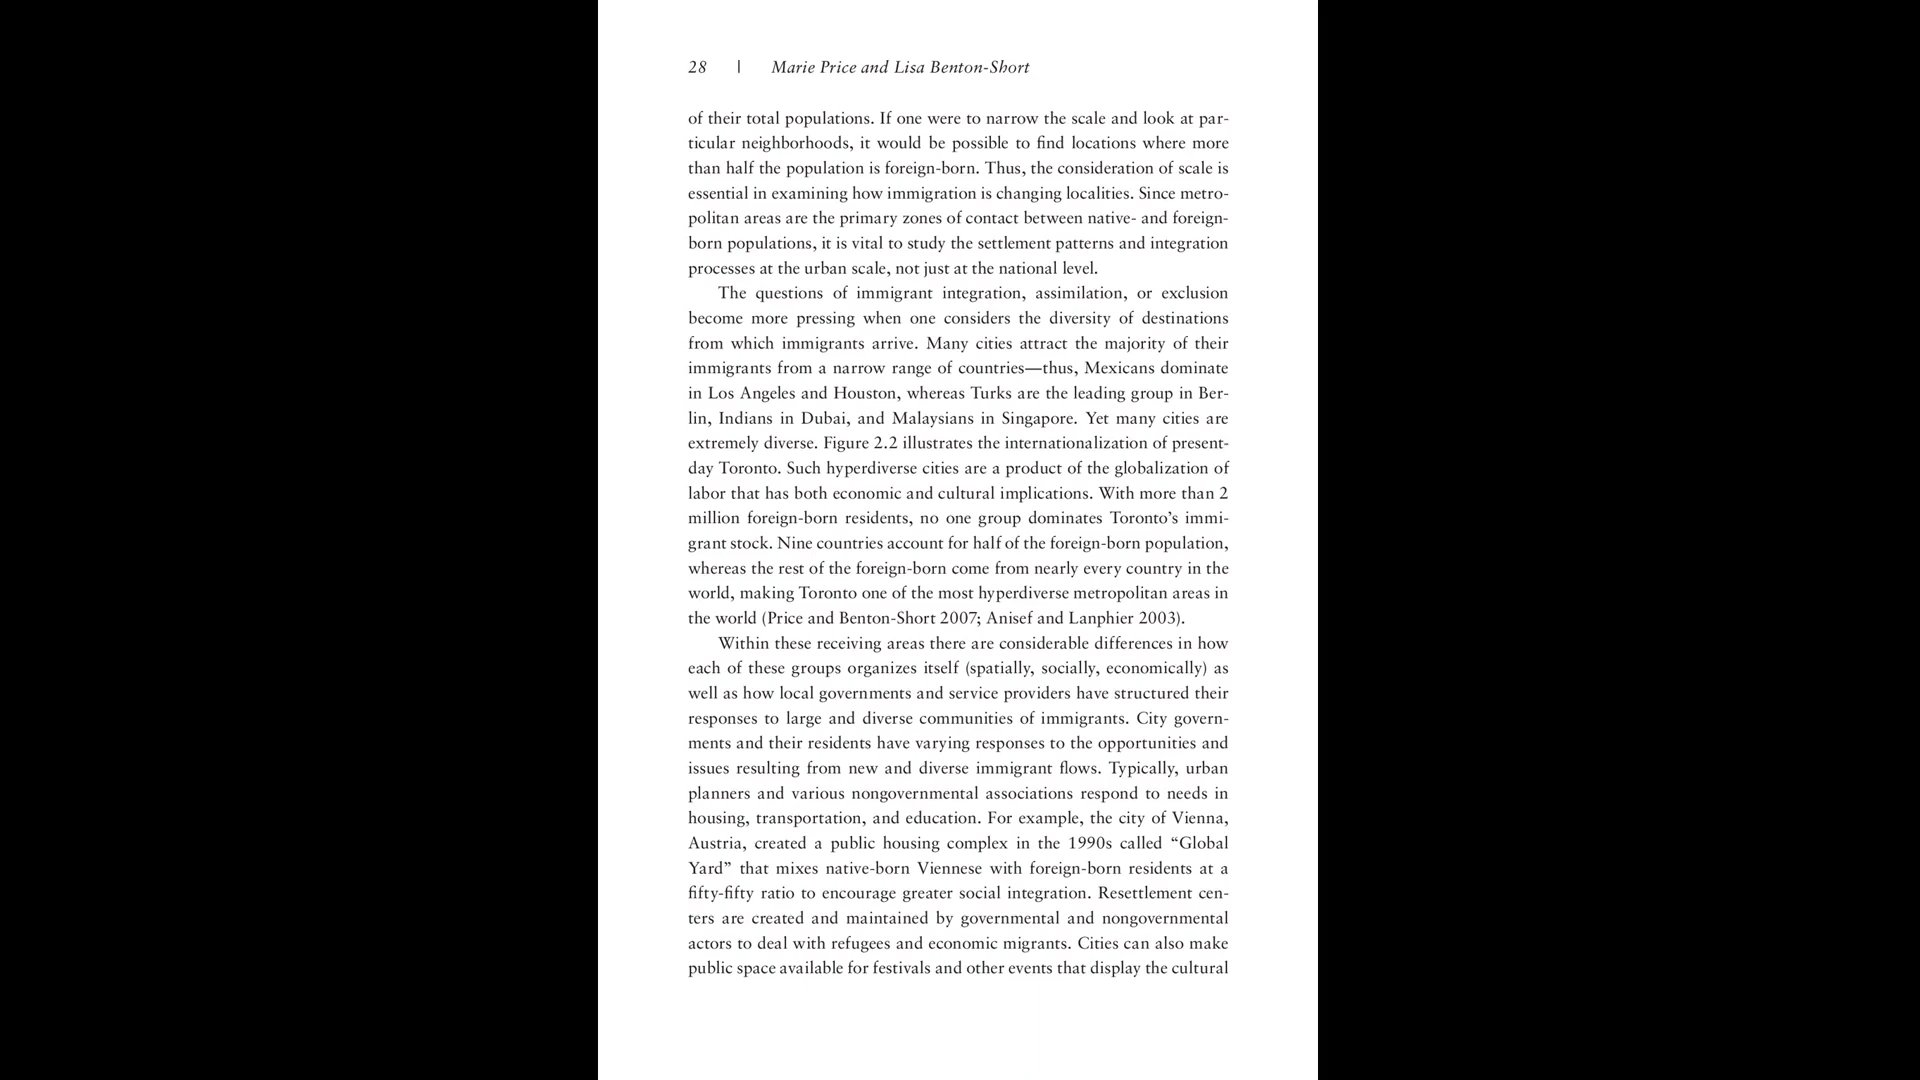 28 | Marie Price and Lisa Benton-Short
of their total populations. If one were to narrow the scale and look at par-
ticular neighborhoods, it would be possible to find locations where more
than half the population is foreign-born. Thus, the consideration of scale is
essential in examining how immigration is changing localities. Since metro-
politan areas are the primary zones of contact between native- and foreign-
born populations, it is vital to study the settlement patterns and integration
processes at the urban scale, not just at the national level.
The questions of immigrant integration, assimilation, or exclusion
become more pressing when one considers the diversity of destinations
from which immigrants arrive. Many cities attract the majority of their
immigrants from a narrow range of countries—thus, Mexicans dominate
in Los Angeles and Houston, whereas Turks are the leading group in Ber-
lin, Indians in Dubai, and Malaysians in Singapore. Yet many cities are
extremely diverse. Figure 2.2 illustrates the internationalization of present-
day Toronto. Such hyperdiverse cities are a product of the globalization of
labor that has both economic and cultural implications. With more than 2
million foreign-born residents, no one group dominates Toronto’s immi-
grant stock. Nine countries account for half of the foreign-born population,
whereas the rest of the foreign-born come from nearly every country in the
world, making Toronto one of the most hyperdiverse metropolitan areas in
the world (Price and Benton-Short 2007; Anisef and Lanphier 2003).
Within these receiving areas there are considerable differences in how
each of these groups organizes itself (spatially, socially, economically) as
well as how local governments and service providers have structured their
responses to large and diverse communities of immigrants. City govern-
ments and their residents have varying responses to the opportunities and
issues resulting from new and diverse immigrant flows. Typically, urban
planners and various nongovernmental associations respond to needs in
housing, transportation, and education. For example, the city of Vienna,
Austria, created a public housing complex in the 1990s called “Global
Yard” that mixes native-born Viennese with foreign-born residents at a
fifty-fifty ratio to encourage greater social integration. Resettlement cen-
ters are created and maintained by governmental and nongovernmental
actors to deal with refugees and economic migrants. Cities can also make
public space available for festivals and other events that display the cultural